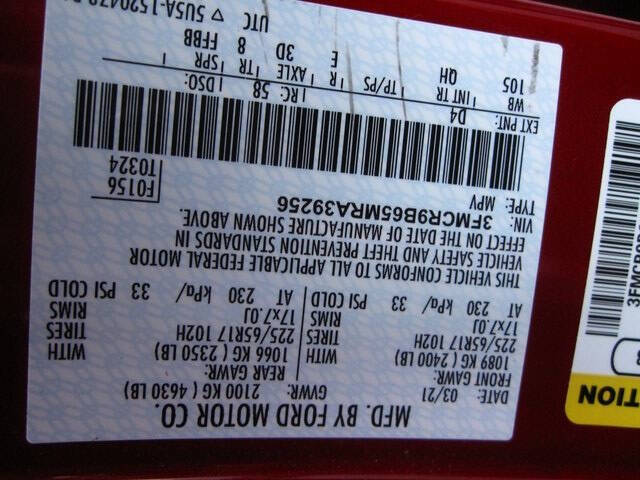 MFD. BY FORD MOTOR CO.
DATE: 03/21 GVWR: 2100 KG ( 4630 LB)
FRONT GAWR: REAR GAWR:
1089 KG ( 2400 LB) 1066 KG ( 2350 LB) WITH
225/65R17 102H 225/65R17 102H TIRES
17x7.0J RIMS 17x7.0J RIMS
AT 230 kPa/ 33 PSI COLD AT 230 kPa/ 33 PSI COLD
THIS VEHICLE CONFORMS TO ALL APPLICABLE FEDERAL MOTOR
VEHICLE SAFETY AND THEFT PREVENTION STANDARDS IN
EFFECT ON THE DATE OF MANUFACTURE SHOWN ABOVE.
VIN: 3FMCR9B65MRA39256
TYPE: MPV
F0156
T0324
EXT PNT: D4 RC: 58 DSO:
WB INT TR TP/PS R AXLE TR SPR
105 QH E 3D 8 FFBB
UTC